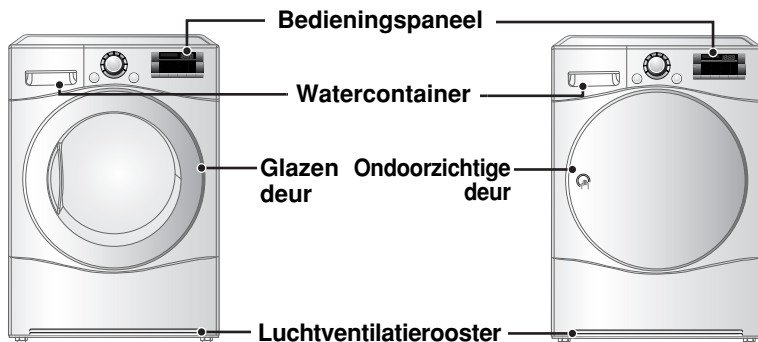 Bedieningspaneel
Watercontainer
Glazen Ondoorzichtige
deur deur
Luchtventilatierooster